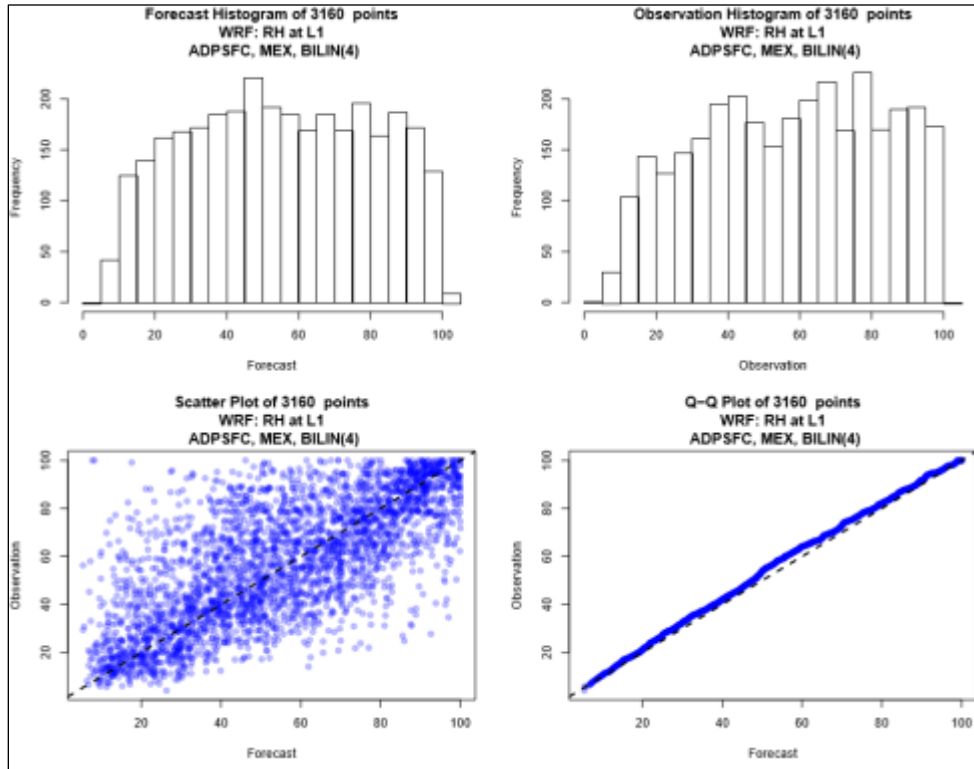 Forecast Histogram of 3160 points
WRF: RH at L1
ADPSFC, MEX, BILIN(4)
Frequency
200
150
100
50
0
0 20 40 60 80 100
Forecast
Observation Histogram of 3160 points
WRF: RH at L1
ADPSFC, MEX, BILIN(4)
Frequency
200
150
100
50
0
0 20 40 60 80 100
Observation
Scatter Plot of 3160 points
WRF: RH at L1
ADPSFC, MEX, BILIN(4)
Observation
100
80
60
40
20
20 40 60 80 100
Forecast
Q-Q Plot of 3160 points
WRF: RH at L1
ADPSFC, MEX, BILIN(4)
Observation
100
80
60
40
20
20 40 60 80 100
Forecast